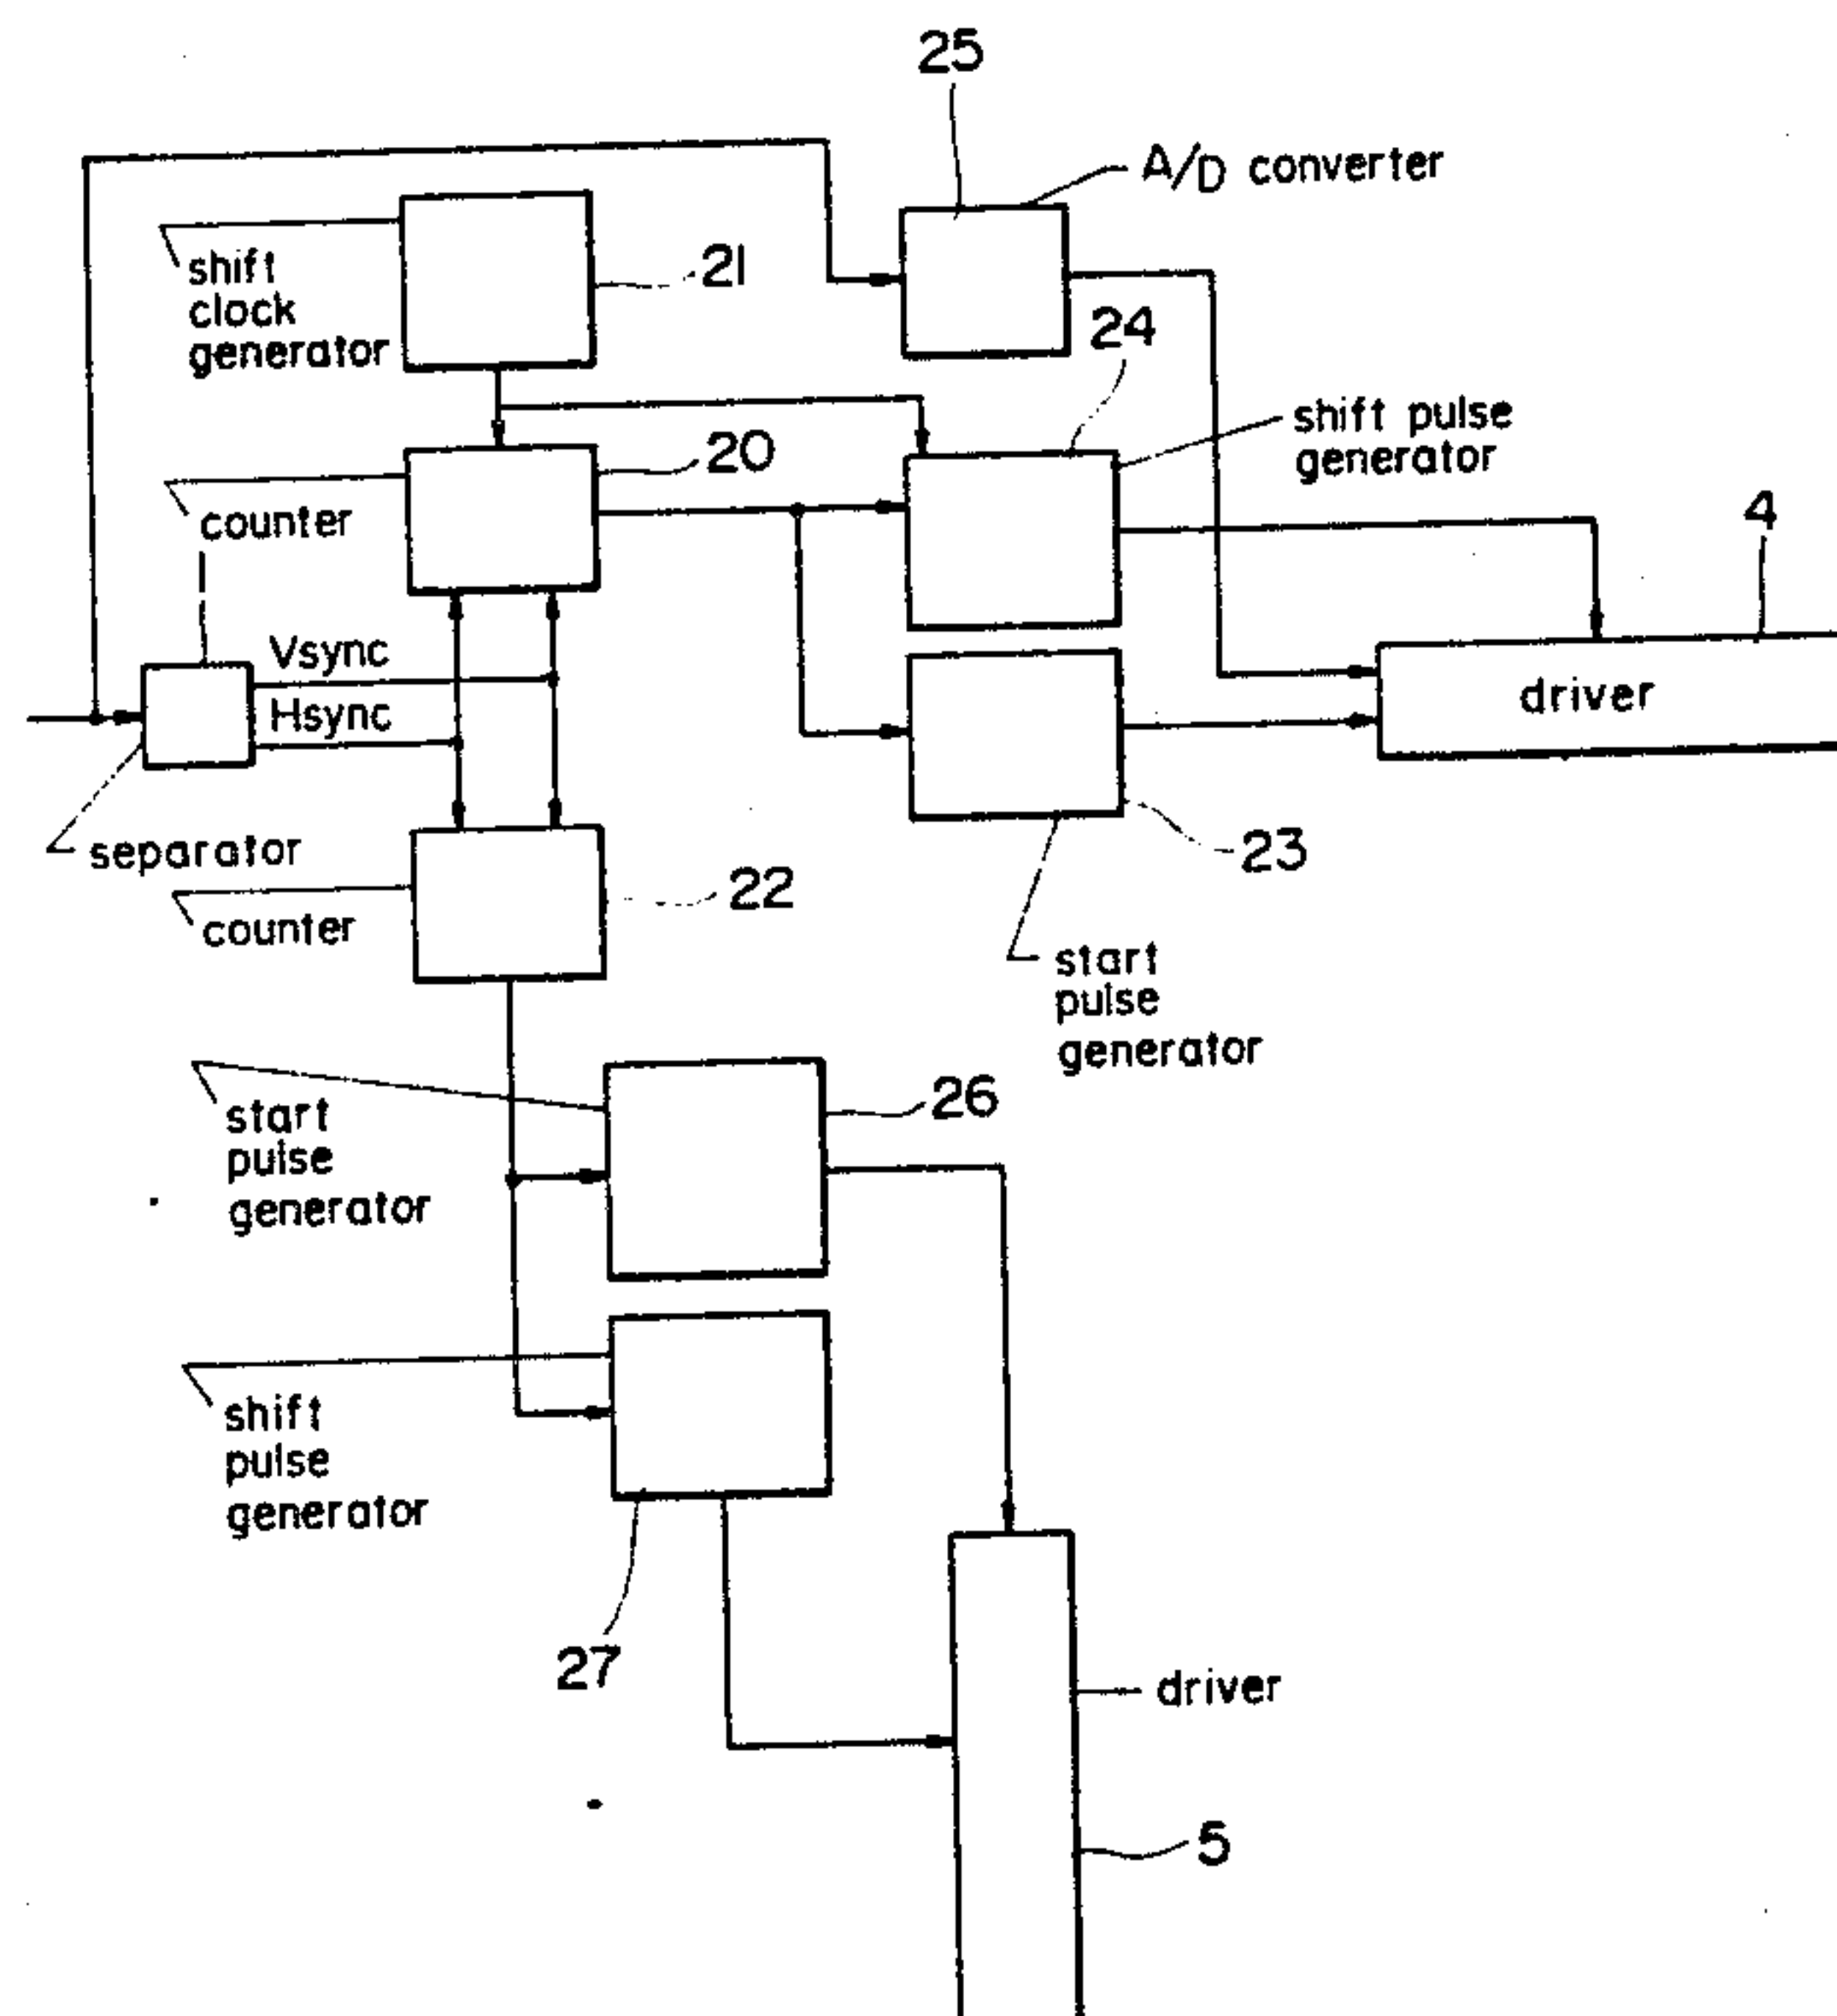 25
A/D converter
shift
clock
generator
21
24
shift pulse
generator
20
counter
4
Vsync
Hsync
driver
separator
23
22
counter
start
pulse
generator
26
start
pulse
generator
shift
pulse
generator
27
driver
5